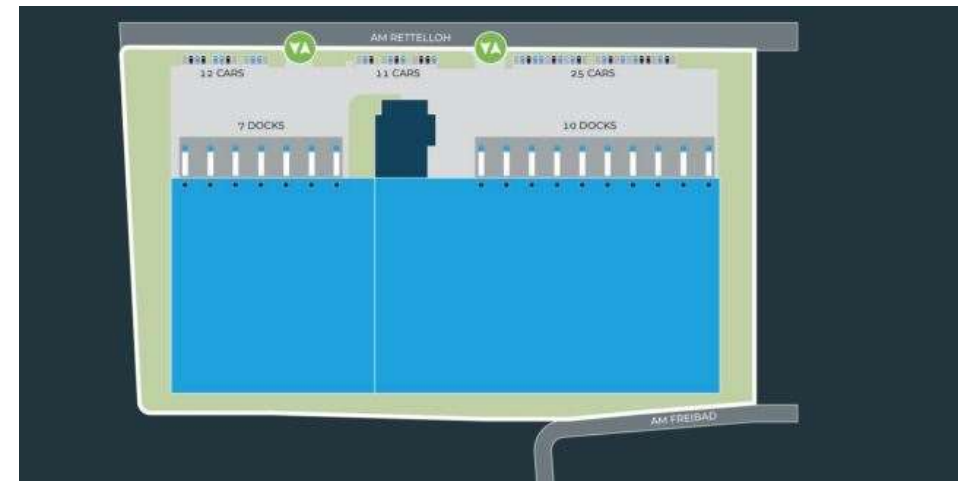 AM RETTELLOH
12 CARS
11 CARS
25 CARS
7 DOCKS
10 DOCKS
AM FREIBAD